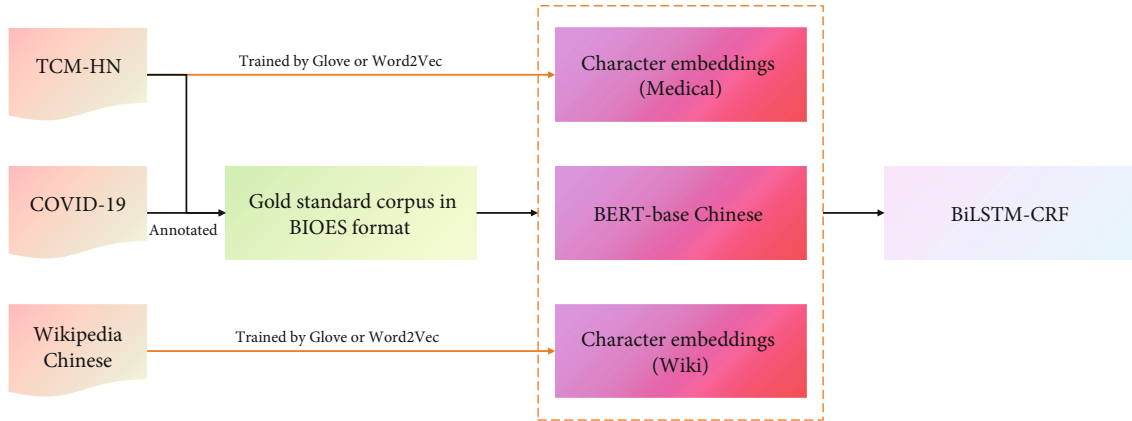 TCM-HN
Trained by Glove or Word2Vec
Character embeddings
(Medical)
COVID-19
Annotated
Gold standard corpus in
BIOES format
BERT-base Chinese
BiLSTM-CRF
Wikipedia
Chinese
Trained by Glove or Word2Vec
Character embeddings
(Wiki)